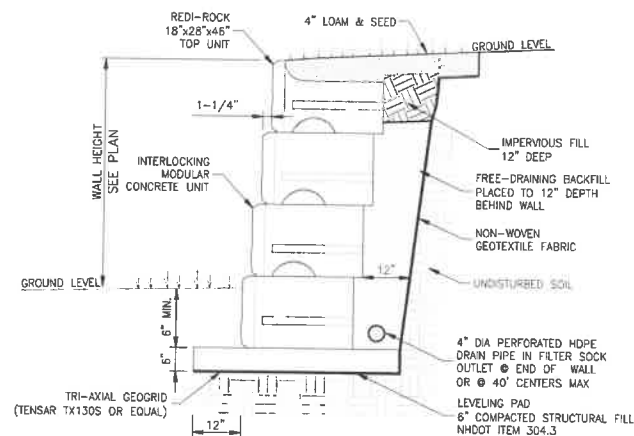 REDI-ROCK
18"x28"x46"
TOP UNIT
4" LOAM & SEED
GROUND LEVEL
1-1/4"
WALL HEIGHT
SEE PLAN
INTERLOCKING
MODULAR
CONCRETE UNIT
IMPERVIOUS FILL
12" DEEP
FREE-DRAINING BACKFILL
PLACED TO 12" DEPTH
BEHIND WALL
NON-WOVEN
GEOTEXTILE FABRIC
12"
UNDISTURBED SOIL
GROUND LEVEL
6" MIN.
6"
4" DIA PERFORATED HDPE
DRAIN PIPE IN FILTER SOCK
OUTLET @ END OF WALL
OR @ 40' CENTERS MAX
TRI-AXIAL GEOGRID
(TENSAR TX130S OR EQUAL)
LEVELING PAD
6" COMPACTED STRUCTURAL FILL
NHDOT ITEM 304.3
12"